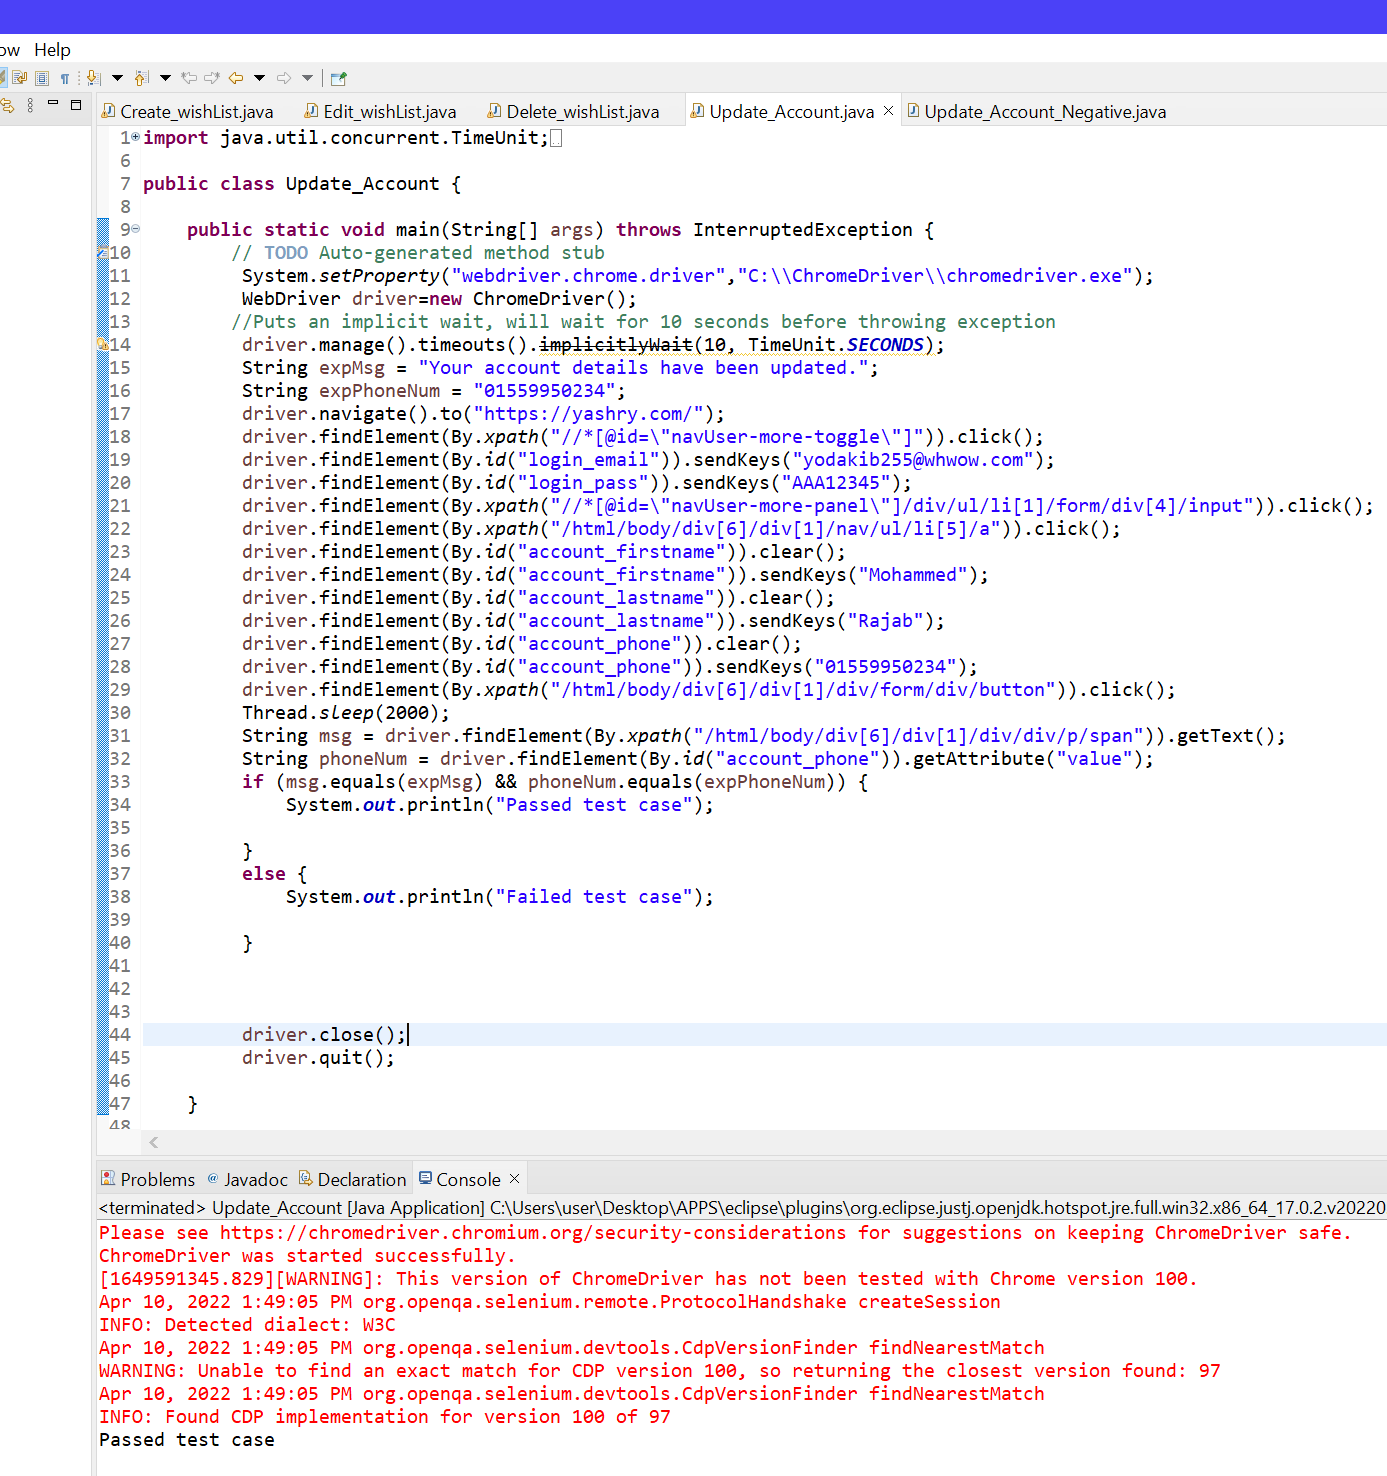 ow Help
Create_wishList.java Edit_wishList.java Delete_wishList.java Update_Account.java Update_Account_Negative.java
1 import java.util.concurrent.TimeUnit;
6
7 public class Update_Account {
8
9 public static void main(String[] args) throws InterruptedException {
10 // TODO Auto-generated method stub
11 System.setProperty("webdriver.chrome.driver","C:\\ChromeDriver\\chromedriver.exe");
12 WebDriver driver=new ChromeDriver();
13 //Puts an implicit wait, will wait for 10 seconds before throwing exception
14 driver.manage().timeouts().implicitlyWait(10, TimeUnit.SECONDS);
15 String expMsg = "Your account details have been updated.";
16 String expPhoneNum = "01559950234";
17 driver.navigate().to("https://yashry.com/");
18 driver.findElement(By.xpath("//*[@id=\"navUser-more-toggle\"]")).click();
19 driver.findElement(By.id("login_email")).sendKeys("yodakib255@whwow.com");
20 driver.findElement(By.id("login_pass")).sendKeys("AAA12345");
21 driver.findElement(By.xpath("//*[@id=\"navUser-more-panel\"]/div/ul/li[1]/form/div[4]/input")).click();
22 driver.findElement(By.xpath("/html/body/div[6]/div[1]/nav/ul/li[5]/a")).click();
23 driver.findElement(By.id("account_firstname")).clear();
24 driver.findElement(By.id("account_firstname")).sendKeys("Mohammed");
25 driver.findElement(By.id("account_lastname")).clear();
26 driver.findElement(By.id("account_lastname")).sendKeys("Rajab");
27 driver.findElement(By.id("account_phone")).clear();
28 driver.findElement(By.id("account_phone")).sendKeys("01559950234");
29 driver.findElement(By.xpath("/html/body/div[6]/div[1]/div/form/div/button")).click();
30 Thread.sleep(2000);
31 String msg = driver.findElement(By.xpath("/html/body/div[6]/div[1]/div/div/p/span")).getText();
32 String phoneNum = driver.findElement(By.id("account_phone")).getAttribute("value");
33 if (msg.equals(expMsg) && phoneNum.equals(expPhoneNum)) {
34 System.out.println("Passed test case");
35
36 }
37 else {
38 System.out.println("Failed test case");
39
40 }
41
42
43
44 driver.close();
45 driver.quit();
46
47 }
48
Problems Javadoc Declaration Console
<terminated> Update_Account [Java Application] C:\Users\user\Desktop\APPS\eclipse\plugins\org.eclipse.justj.openjdk.hotspot.jre.full.win32.x86_64_17.0.2.v20220
Please see https://chromedriver.chromium.org/security-considerations for suggestions on keeping ChromeDriver safe.
ChromeDriver was started successfully.
[1649591345.829][WARNING]: This version of ChromeDriver has not been tested with Chrome version 100.
Apr 10, 2022 1:49:05 PM org.openqa.selenium.remote.ProtocolHandshake createSession
INFO: Detected dialect: W3C
Apr 10, 2022 1:49:05 PM org.openqa.selenium.devtools.CdpVersionFinder findNearestMatch
WARNING: Unable to find an exact match for CDP version 100, so returning the closest version found: 97
Apr 10, 2022 1:49:05 PM org.openqa.selenium.devtools.CdpVersionFinder findNearestMatch
INFO: Found CDP implementation for version 100 of 97
Passed test case